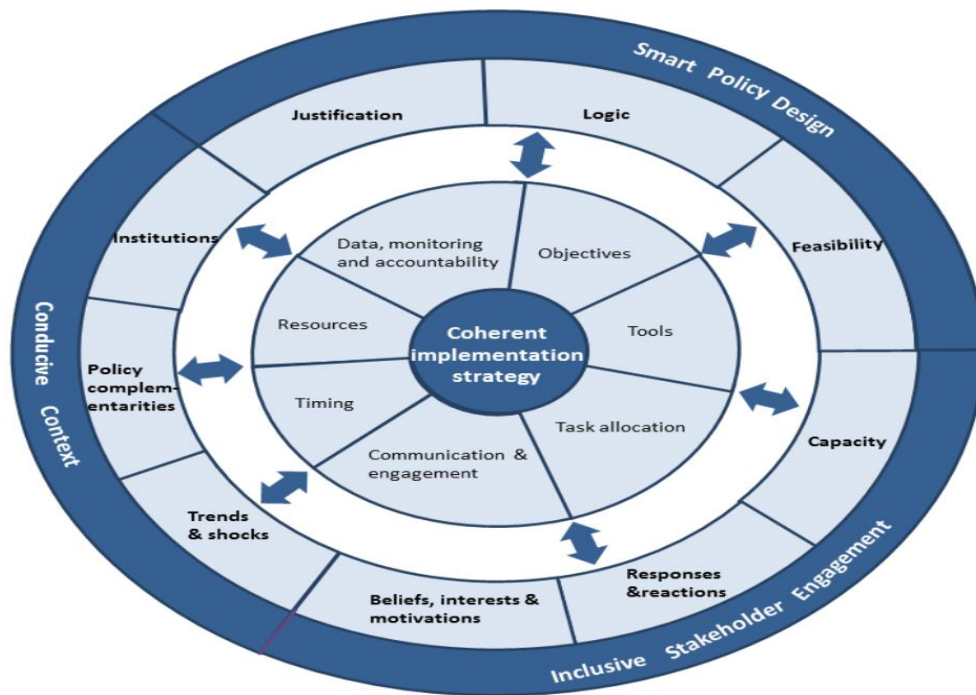 Smart Policy Design
Justification
Logic
Institutions
Feasibility
Data, monitoring
and accountability
Objectives
Resources
Tools
Coherent
implementation
strategy
Conducive Context
Policy
complem-
entarities
Timing
Task allocation
Capacity
Communication &
engagement
Trends
& shocks
Beliefs, interests &
motivations
Responses
&reactions
Inclusive Stakeholder Engagement